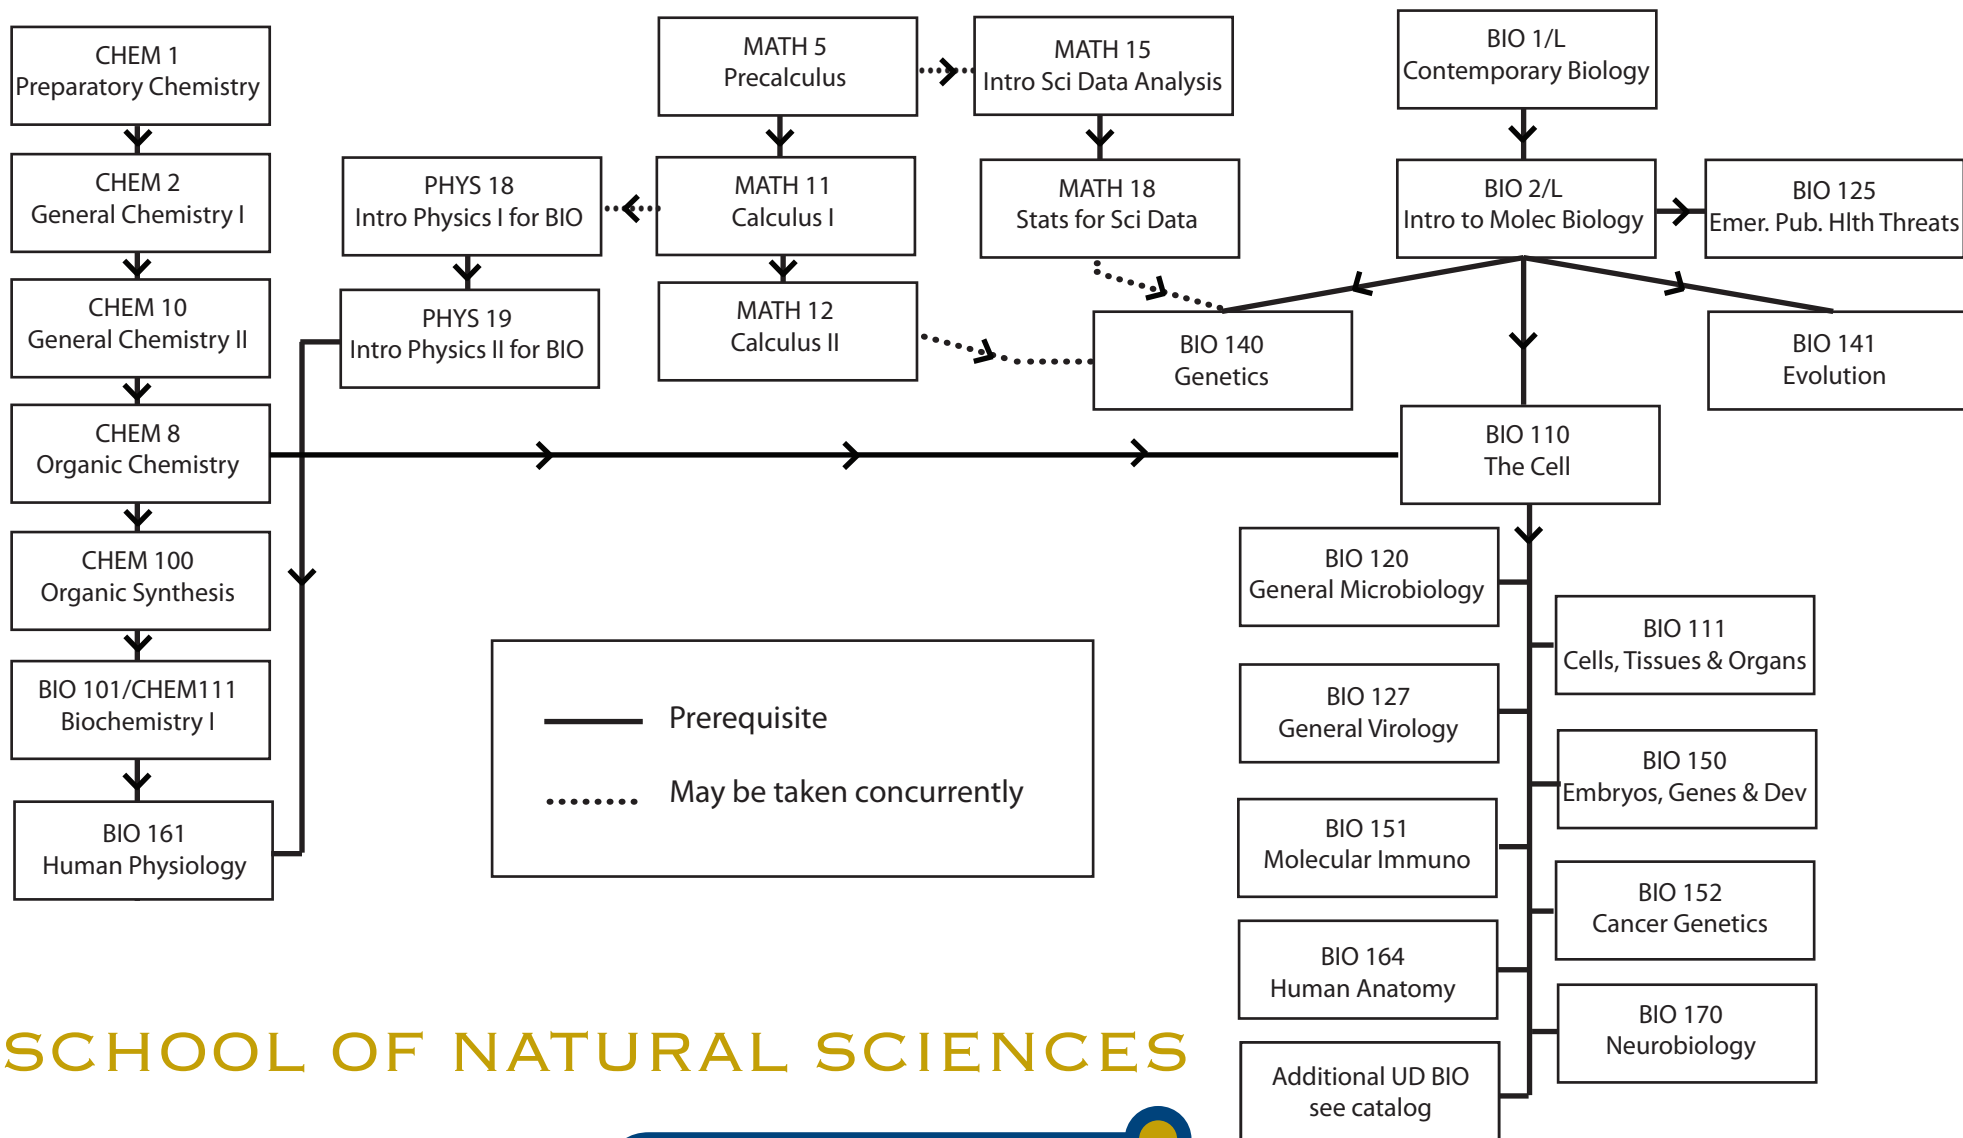 CHEM 1
Preparatory Chemistry
CHEM 2
General Chemistry I
CHEM 10
General Chemistry II
CHEM 8
Organic Chemistry
CHEM 100
Organic Synthesis
BIO 101/CHEM111
Biochemistry I
BIO 161
Human Physiology
PHYS 18
Intro Physics I for BIO
PHYS 19
Intro Physics II for BIO
MATH 5
Precalculus
MATH 11
Calculus I
MATH 12
Calculus II
MATH 15
Intro Sci Data Analysis
MATH 18
Stats for Sci Data
BIO 140
Genetics
BIO 1/L
Contemporary Biology
BIO 2/L
Intro to Molec Biology
BIO 125
Emer. Pub. Hlth Threats
BIO 141
Evolution
BIO 110
The Cell
BIO 120
General Microbiology
BIO 111
Cells, Tissues & Organs
BIO 127
General Virology
BIO 150
Embryos, Genes & Dev
BIO 151
Molecular Immuno
BIO 152
Cancer Genetics
BIO 164
Human Anatomy
BIO 170
Neurobiology
Additional UD BIO
see catalog
Prerequisite
May be taken concurrently
SCHOOL OF NATURAL SCIENCES